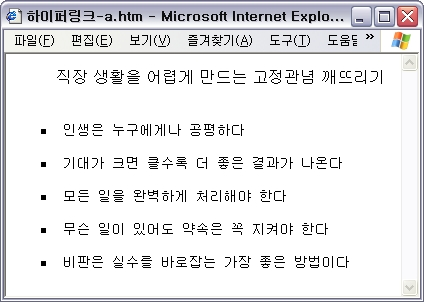 하이퍼링크-a.htm - Microsoft Internet Explo...
파일(F) 편집(E) 보기(V) 즐겨찾기(A) 도구(T) 도움말 »
직장 생활을 어렵게 만드는 고정관념 깨뜨리기
인생은 누구에게나 공평하다
기대가 크면 클수록 더 좋은 결과가 나온다
모든 일을 완벽하게 처리해야 한다
무슨 일이 있어도 약속은 꼭 지켜야 한다
비판은 실수를 바로잡는 가장 좋은 방법이다